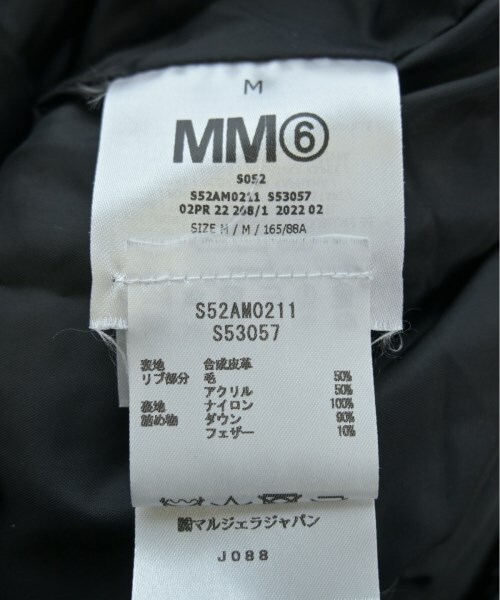 M
MM⑥
S052
S52AM0211 S53057
02PR 22 268/1 2022 02
SIZE M / M / 165/88A
S52AM0211
S53057
表地 合成皮革
リブ部分 毛 50%
アクリル 50%
裏地 ナイロン 100%
詰め物 ダウン 90%
フェザー 10%
㈱マルジェラジャパン
J088